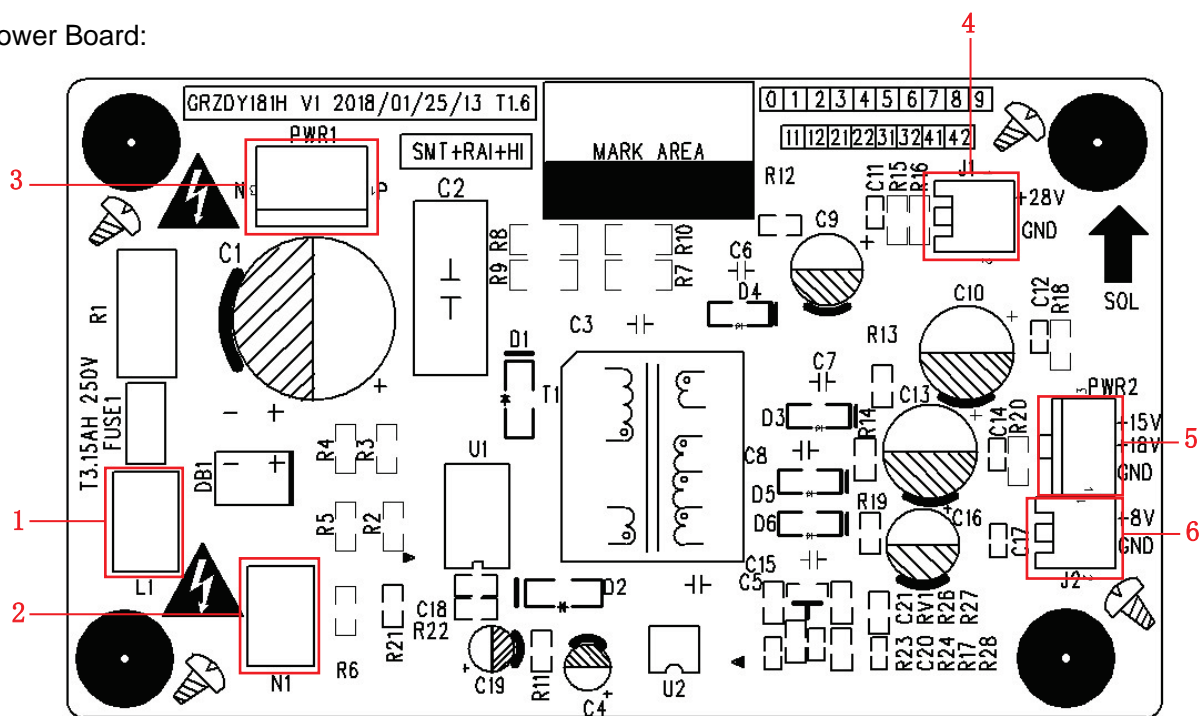 ower Board:
4
GRZDY181H V1 2018/01/25/13 T1.6
0 1 2 3 4 5 6 7 8 9
PWR1
SMT+RAI+HI
MARK AREA
11 12 21 22 31 32 41 42
3
N
C2
R12
C11
R15
R16
J1
+28V
GND
C1
R8
R10
C9
R9
R7
C6
SOL
R1
D4
C10
C12
R18
C3
R13
D1
C7
T1
PWR2
T3.15AH 250V
FUSE1
D3
R14
C13
C14
R20
+15V
+18V
GND
5
R4
R3
U1
C8
DB1
D5
1
R5
R2
D6
R19
C16
C17
+8V
GND
6
L1
C15
C5
J2
2
D2
C18
R22
R21
C21
RV1
R26
R27
R23
C20
R24
R17
R28
N1
R6
C19
R11
C4
U2